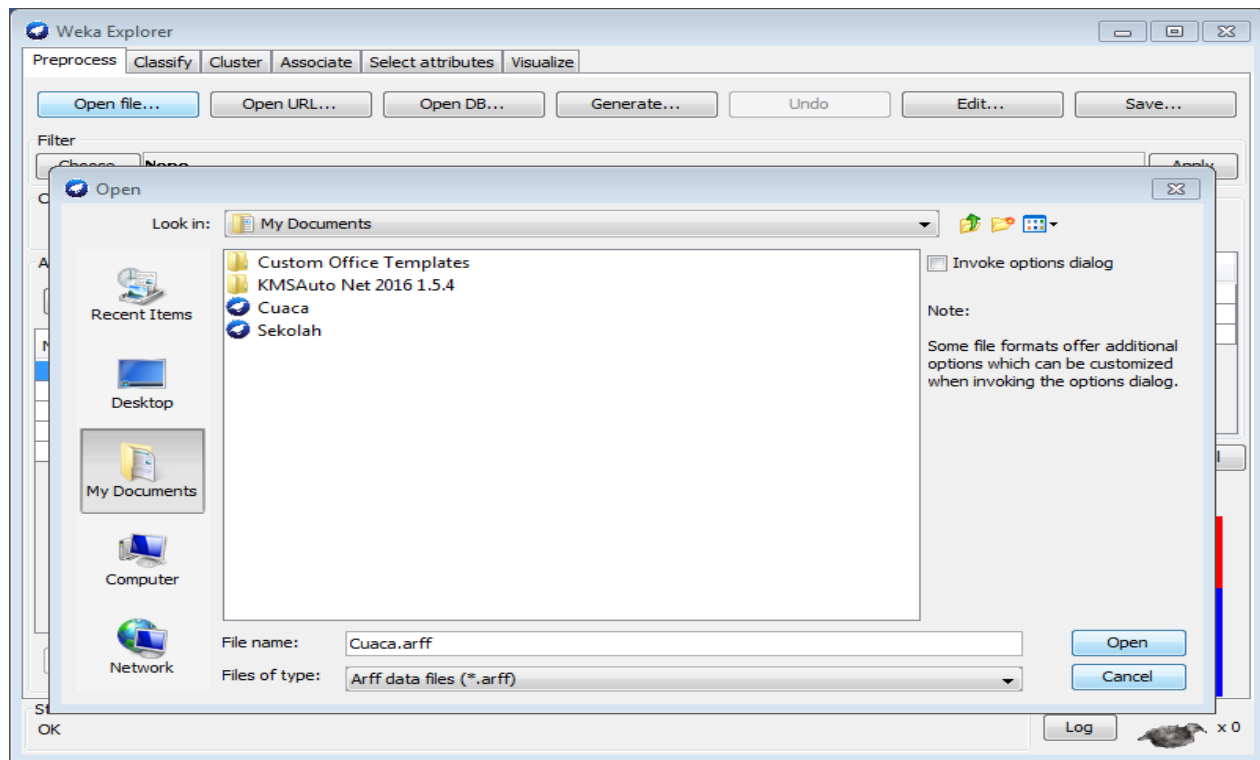 Weka Explorer
Preprocess Classify Cluster Associate Select attributes Visualize
Open file... Open URL... Open DB... Generate... Undo Edit... Save...
Filter
Choose None Apply
Open
Look in: My Documents
Custom Office Templates
KMSAuto Net 2016 1.5.4
Cuaca
Sekolah
Recent Items
Desktop
My Documents
Computer
Network
Invoke options dialog
Note:
Some file formats offer additional
options which can be customized
when invoking the options dialog.
File name: Cuaca.arff Open
Files of type: Arff data files (*.arff) Cancel
OK Log x 0